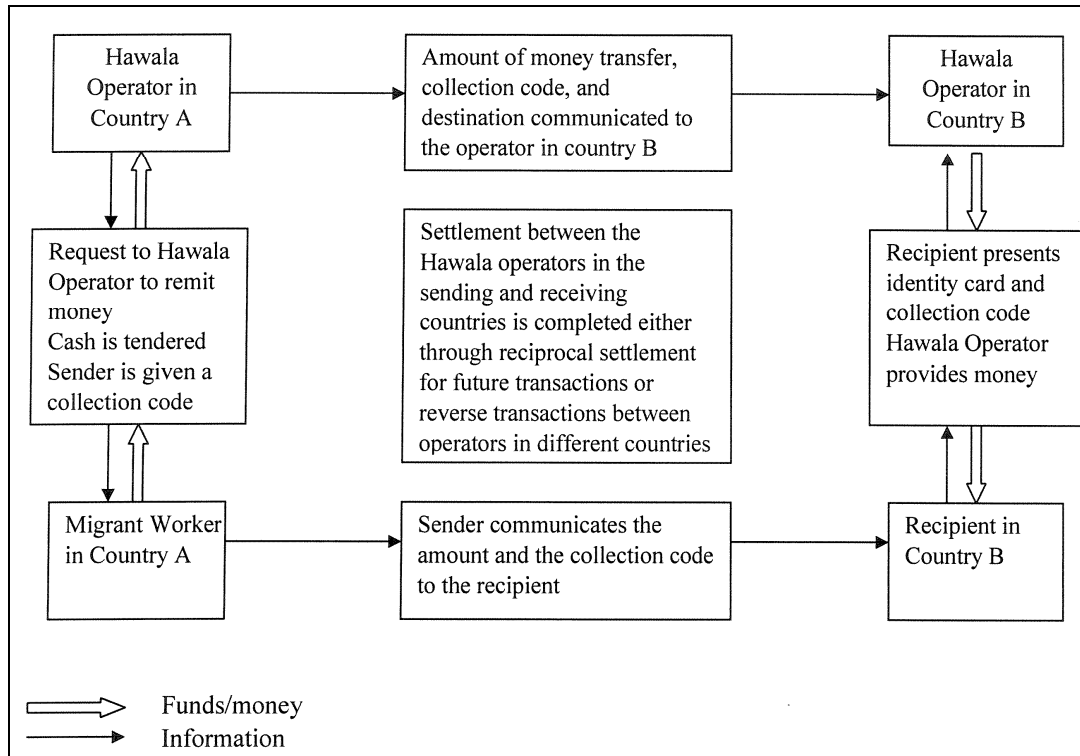 Hawala
Operator in
Country A
Amount of money transfer,
collection code, and
destination communicated to
the operator in country B
Hawala
Operator in
Country B
Request to Hawala
Operator to remit
money
Cash is tendered
Sender is given a
collection code
Settlement between the
Hawala operators in the
sending and receiving
countries is completed either
through reciprocal settlement
for future transactions or
reverse transactions between
operators in different countries
Recipient presents
identity card and
collection code
Hawala Operator
provides money
Migrant Worker
in Country A
Sender communicates the
amount and the collection code
to the recipient
Recipient in
Country B
Funds/money
Information